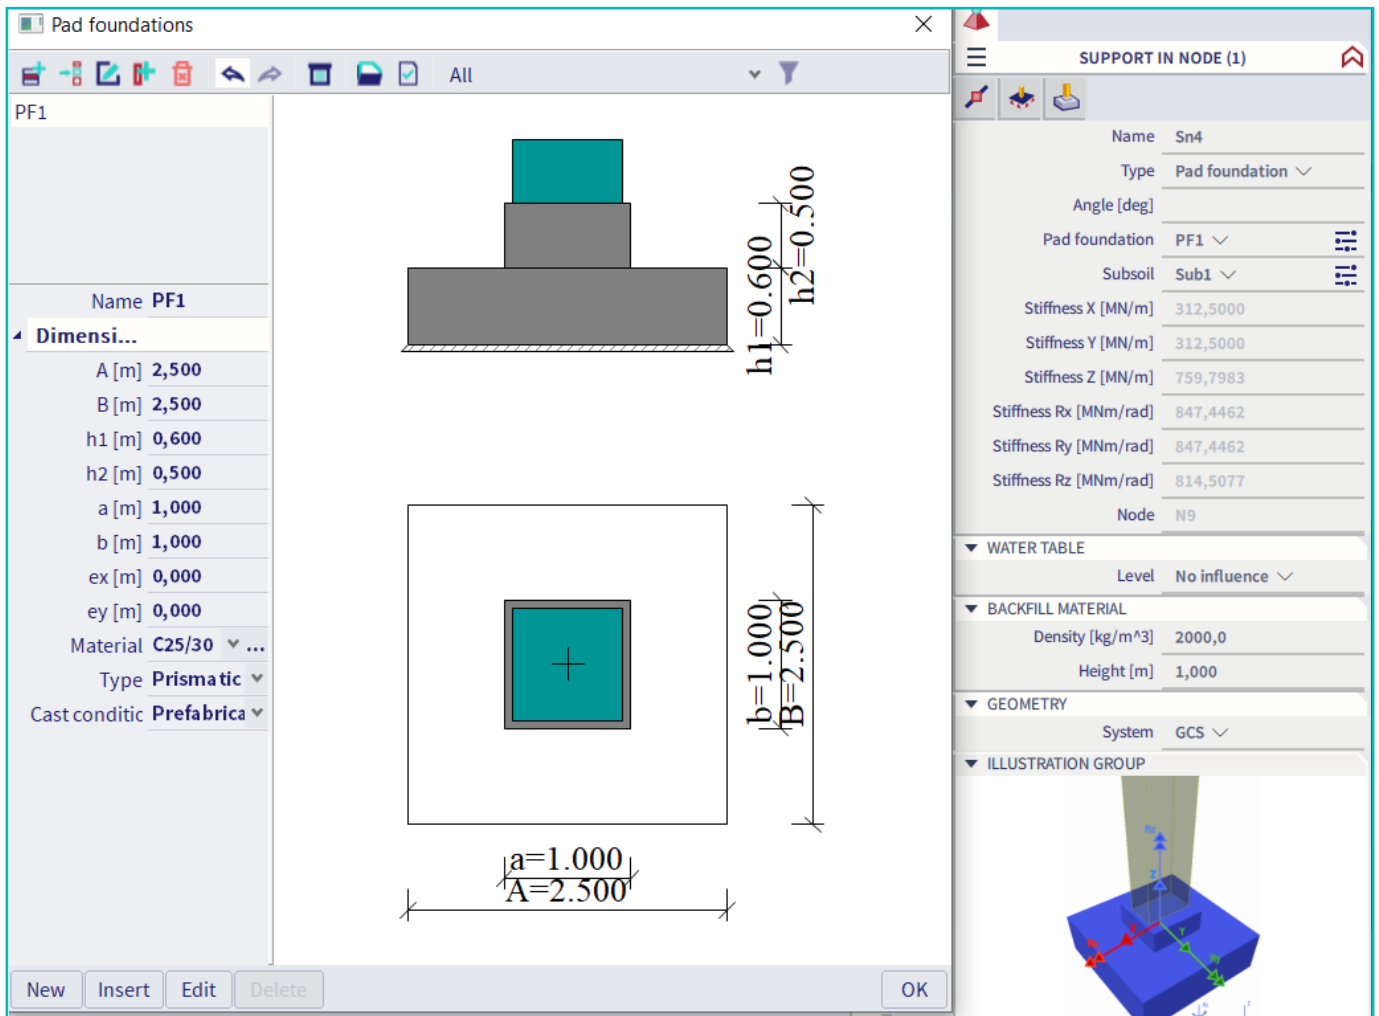 Pad foundations
All
PF1
Name PF1
Dimensi...
A [m] 2,500
B [m] 2,500
h1 [m] 0,600
h2 [m] 0,500
a [m] 1,000
b [m] 1,000
ex [m] 0,000
ey [m] 0,000
Material C25/30 ...
Type Prismatic
Cast conditic Prefabrica
h1=0.600
h2=0.500
b=1.000
B=2.500
a=1.000
A=2.500
New Insert Edit Delete OK
SUPPORT IN NODE (1)
Name Sn4
Type Pad foundation
Angle [deg]
Pad foundation PF1
Subsoil Sub1
Stiffness X [MN/m] 312,5000
Stiffness Y [MN/m] 312,5000
Stiffness Z [MN/m] 759,7983
Stiffness Rx [MNm/rad] 847,4462
Stiffness Ry [MNm/rad] 847,4462
Stiffness Rz [MNm/rad] 814,5077
Node N9
WATER TABLE
Level No influence
BACKFILL MATERIAL
Density [kg/m^3] 2000,0
Height [m] 1,000
GEOMETRY
System GCS
ILLUSTRATION GROUP
Rz
Z
X
Y
Rx
Ry